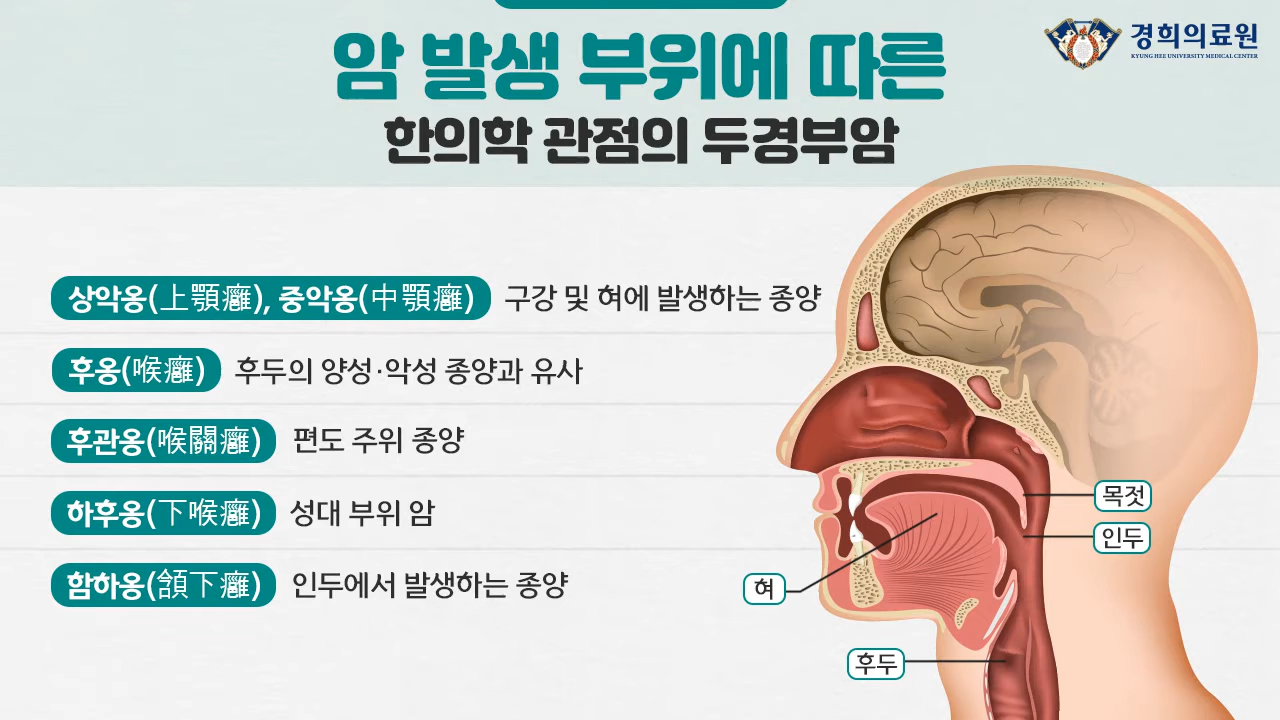 암 발생 부위에 따른
한의학 관점의 두경부암
경희의료원
KYUNG HEE UNIVERSITY MEDICAL CENTER
상악옹(上顎癰), 중악옹(中顎癰) 구강 및 혀에 발생하는 종양
후옹(喉癰) 후두의 양성·악성 종양과 유사
후관옹(喉關癰) 편도 주위 종양
하후옹(下喉癰) 성대 부위 암
함하옹(頷下癰) 인두에서 발생하는 종양
목젓
인두
혀
후두